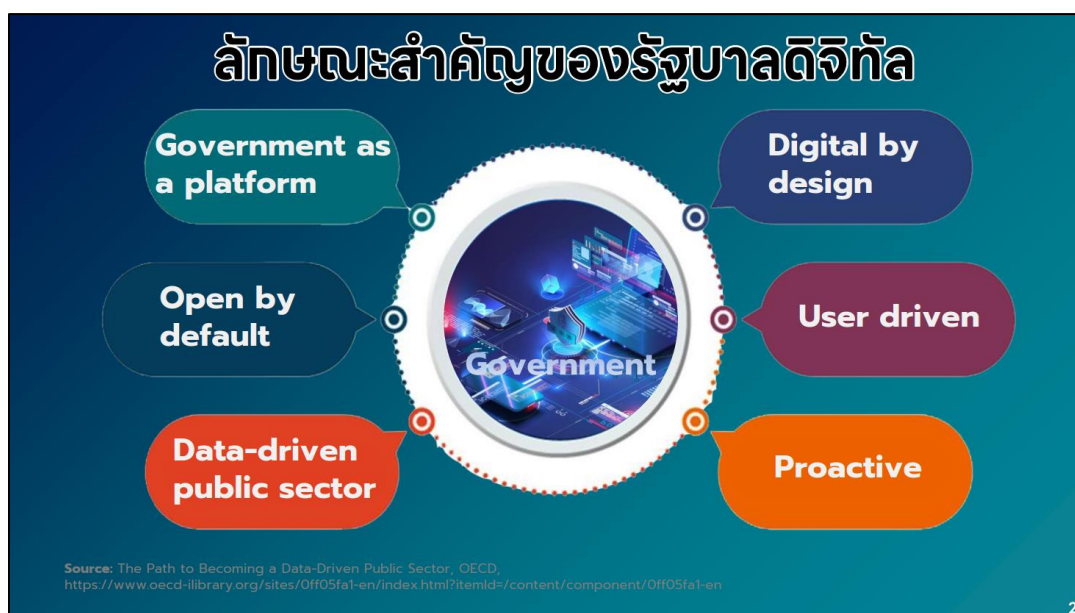 ลักษณะสำคัญของรัฐบาลดิจิทัล
Government as
a platform
Digital by
design
Open by
default
User driven
Government
Data-driven
public sector
Proactive
Source: The Path to Becoming a Data-Driven Public Sector, OECD,
https://www.oecd-ilibrary.org/sites/0ff05fa1-en/index.html?itemId=/content/component/0ff05fa1-en
2